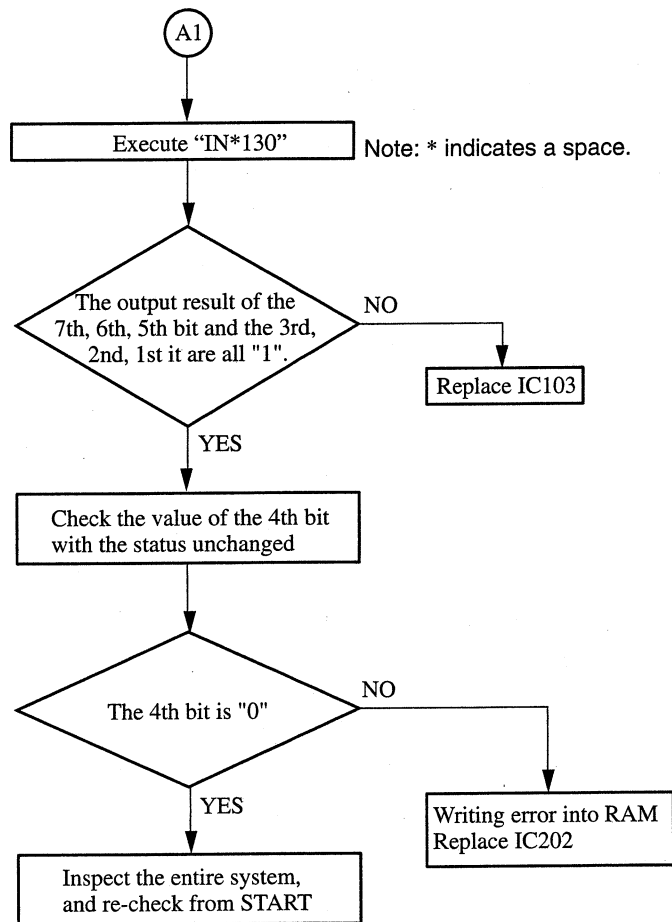 A1
Execute “IN*130”
Note: * indicates a space.
The output result of the
7th, 6th, 5th bit and the 3rd,
2nd, 1st it are all "1".
NO
Replace IC103
YES
Check the value of the 4th bit
with the status unchanged
The 4th bit is "0"
NO
Writing error into RAM
Replace IC202
YES
Inspect the entire system,
and re-check from START